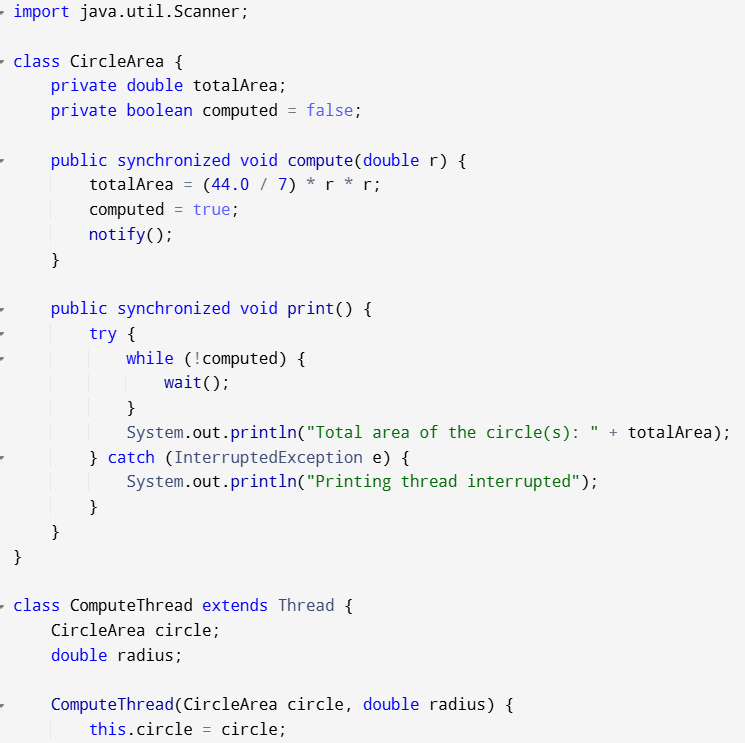 import java.util.Scanner;

class CircleArea {
    private double totalArea;
    private boolean computed = false;

    public synchronized void compute(double r) {
        totalArea = (44.0 / 7) * r * r;
        computed = true;
        notify();
    }

    public synchronized void print() {
        try {
            while (!computed) {
                wait();
            }
            System.out.println("Total area of the circle(s): " + totalArea);
        } catch (InterruptedException e) {
            System.out.println("Printing thread interrupted");
        }
    }
}

class ComputeThread extends Thread {
    CircleArea circle;
    double radius;

    ComputeThread(CircleArea circle, double radius) {
        this.circle = circle;